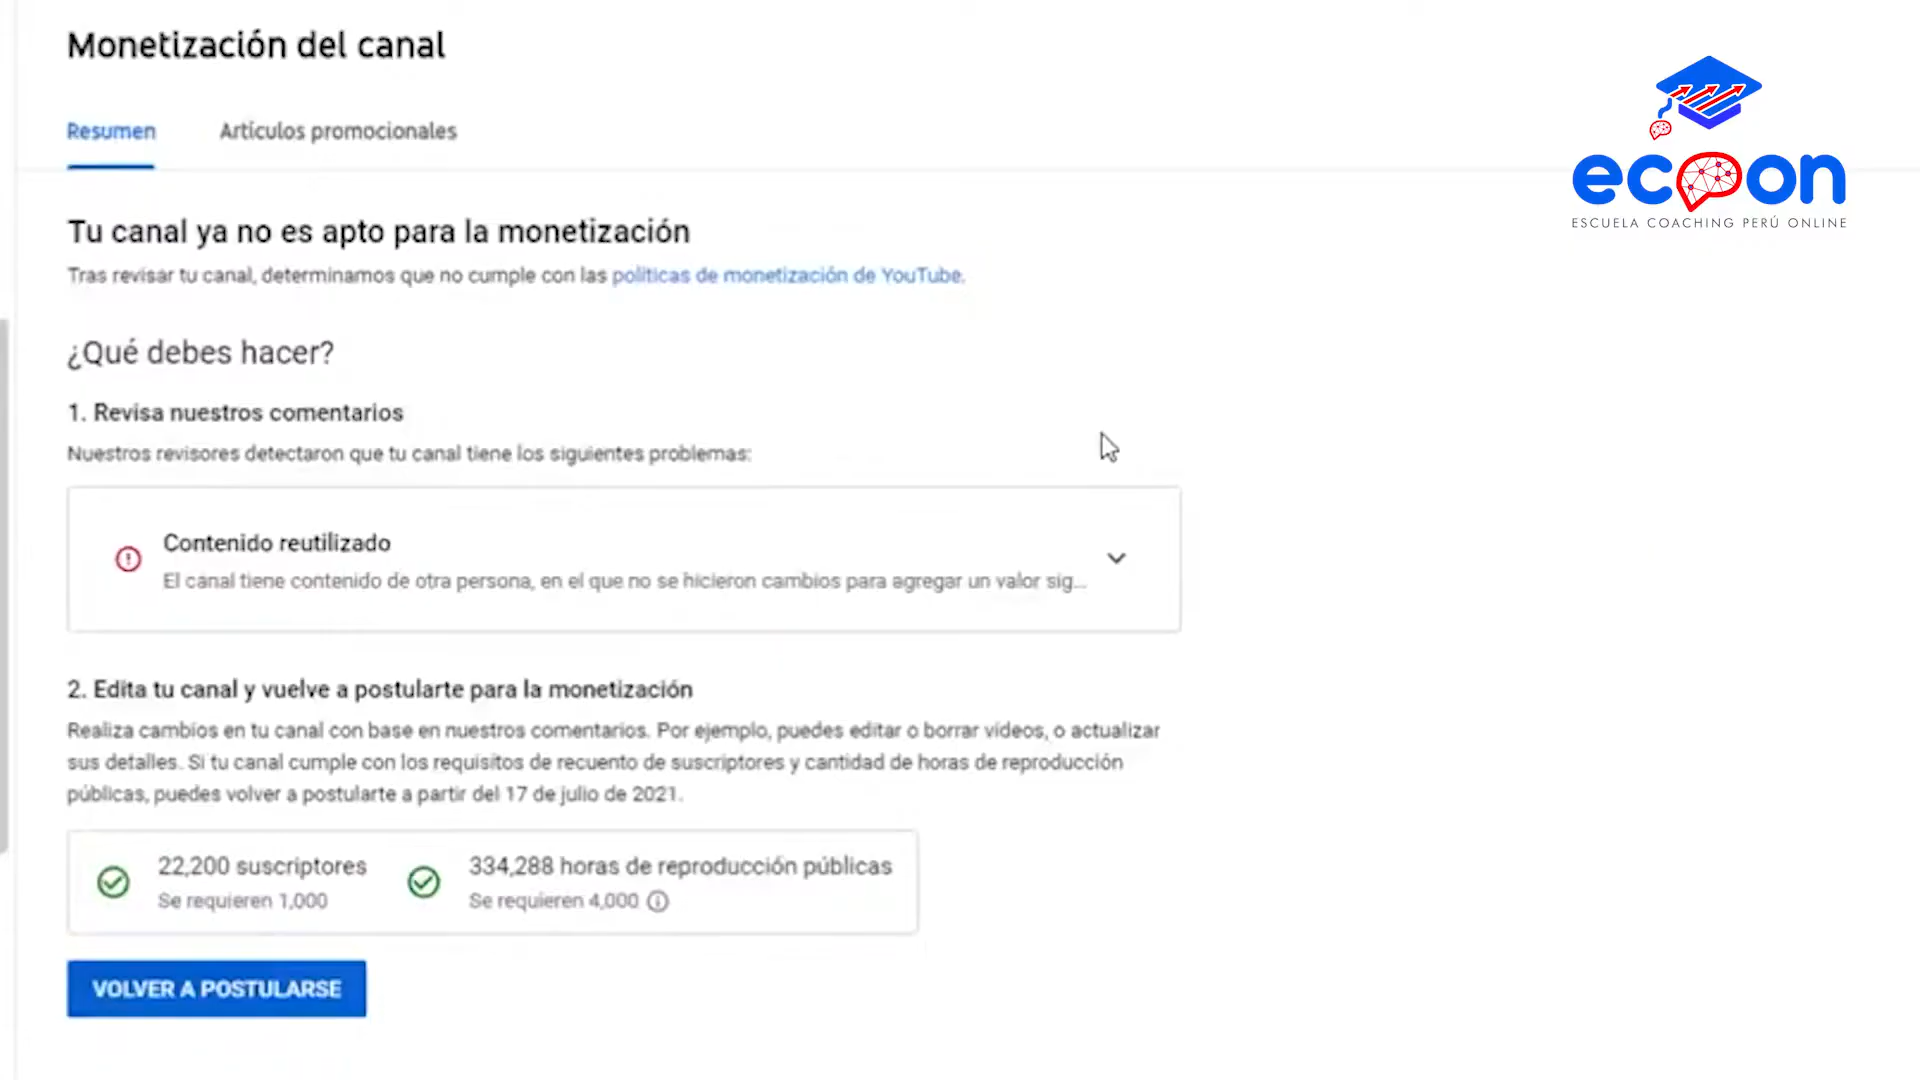 Monetización del canal
Resumen
Artículos promocionales
ecoon
ESCUELA COACHING PERÚ ONLINE
Tu canal ya no es apto para la monetización
Tras revisar tu canal, determinamos que no cumple con las políticas de monetización de YouTube.
¿Qué debes hacer?
1. Revisa nuestros comentarios
Nuestros revisores detectaron que tu canal tiene los siguientes problemas:
Contenido reutilizado
El canal tiene contenido de otra persona, en el que no se hicieron cambios para agregar un valor sig...
2. Edita tu canal y vuelve a postularte para la monetización
Realiza cambios en tu canal con base en nuestros comentarios. Por ejemplo, puedes editar o borrar videos, o actualizar
sus detalles. Si tu canal cumple con los requisitos de recuento de suscriptores y cantidad de horas de reproducción
públicas, puedes volver a postularte a partir del 17 de julio de 2021.
22,200 suscriptores
Se requieren 1,000
334,288 horas de reproducción públicas
Se requieren 4,000
VOLVER A POSTULARSE